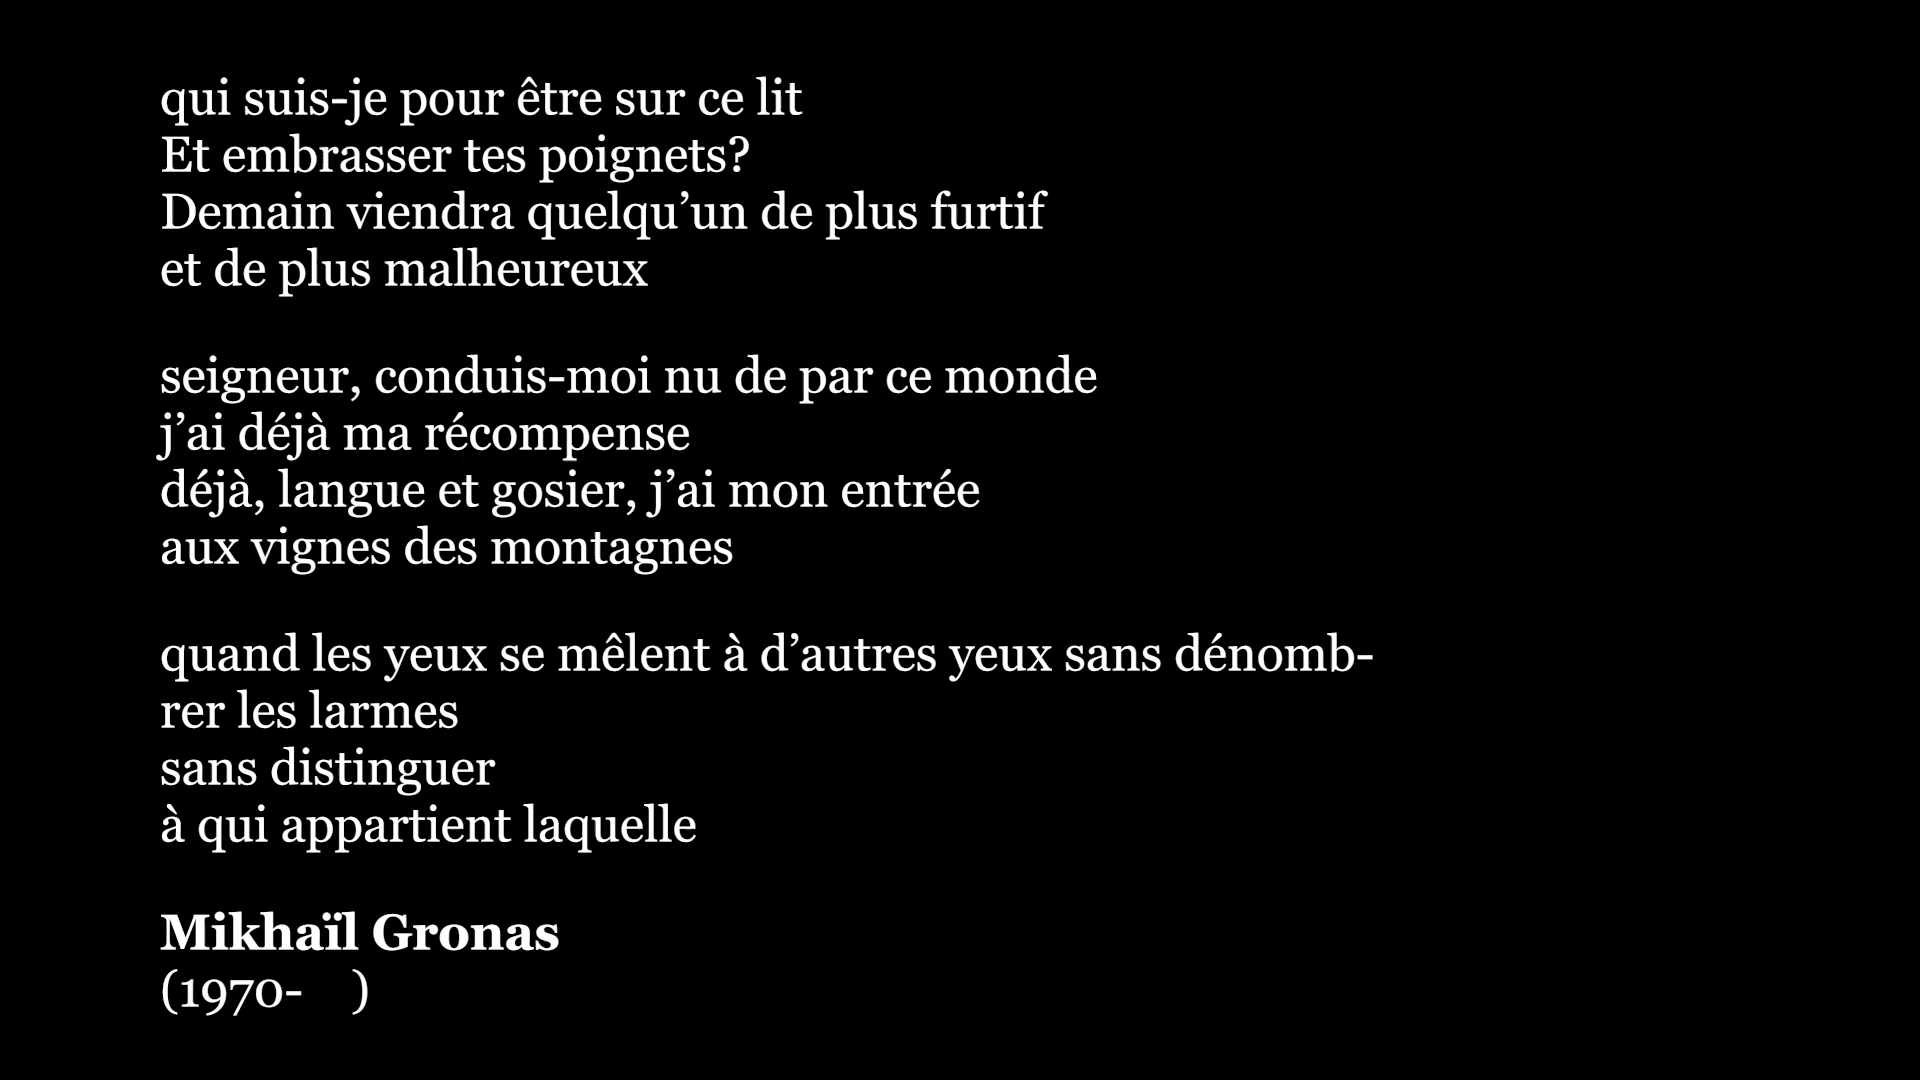 qui suis-je pour être sur ce lit
Et embrasser tes poignets?
Demain viendra quelqu’un de plus furtif
et de plus malheureux
seigneur, conduis-moi nu de par ce monde
j’ai déjà ma récompense
déjà, langue et gosier, j’ai mon entrée
aux vignes des montagnes
quand les yeux se mêlent à d’autres yeux sans dénomb-
rer les larmes
sans distinguer
à qui appartient laquelle
Mikhaïl Gronas
(1970-    )